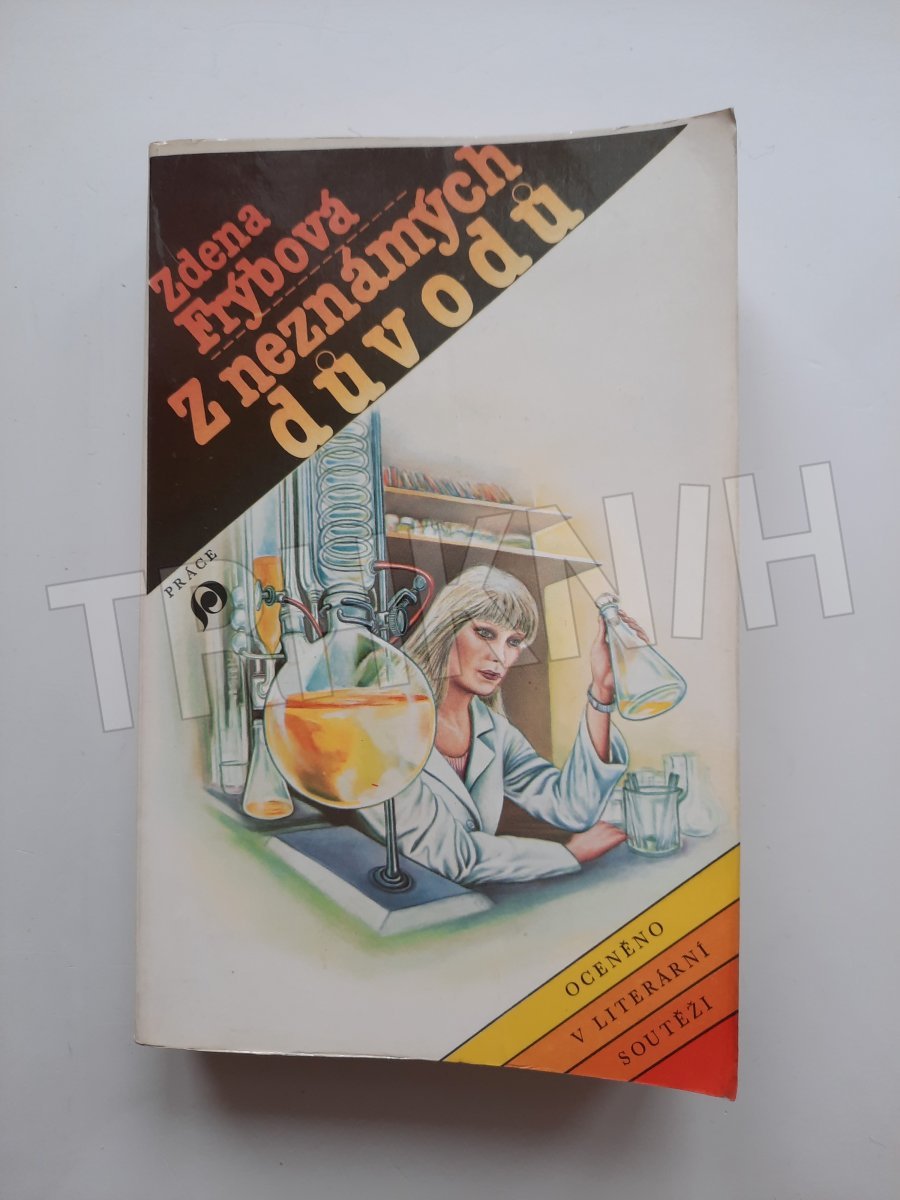 Zdena
Frýbová
Z neznámých
důvodů
PRÁCE
OCENĚNO
V LITERÁRNÍ
SOUTĚŽI